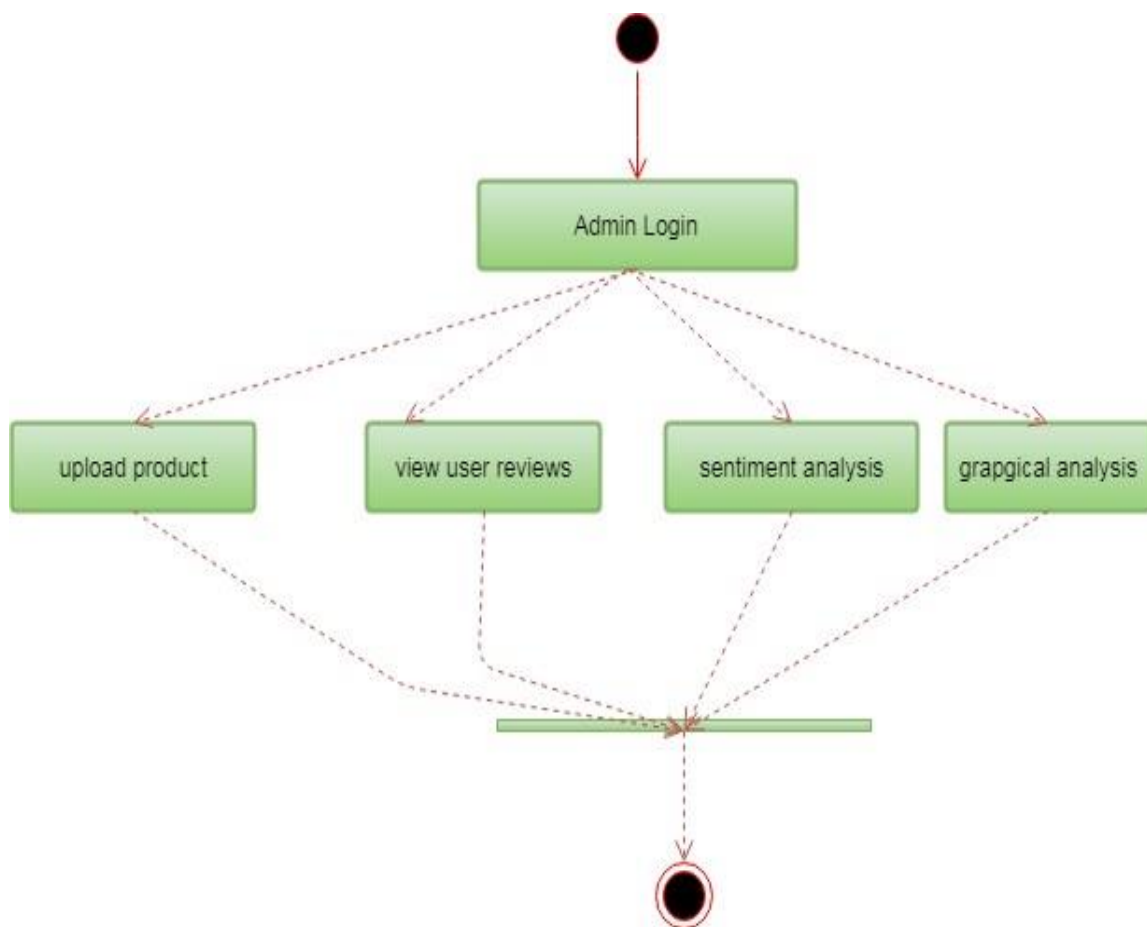 Admin Login
upload product
view user reviews
sentiment analysis
grapgical analysis